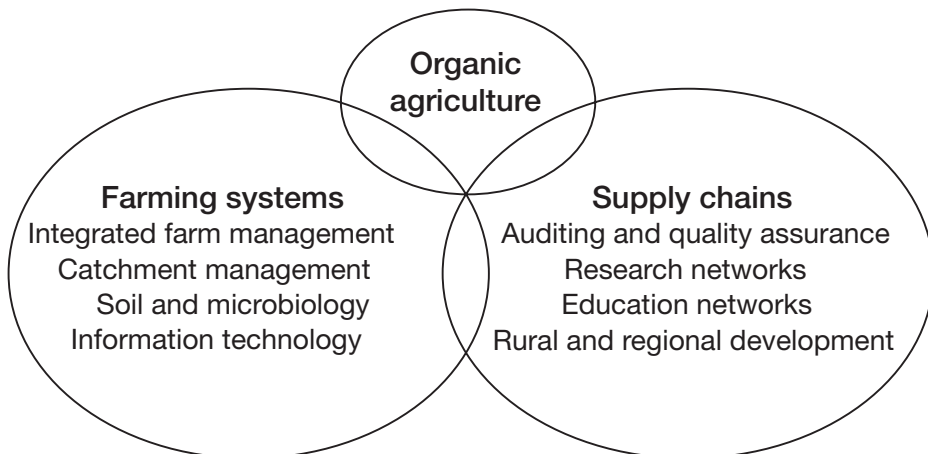 Organic
agriculture
Farming systems
Integrated farm management
Catchment management
Soil and microbiology
Information technology
Supply chains
Auditing and quality assurance
Research networks
Education networks
Rural and regional development